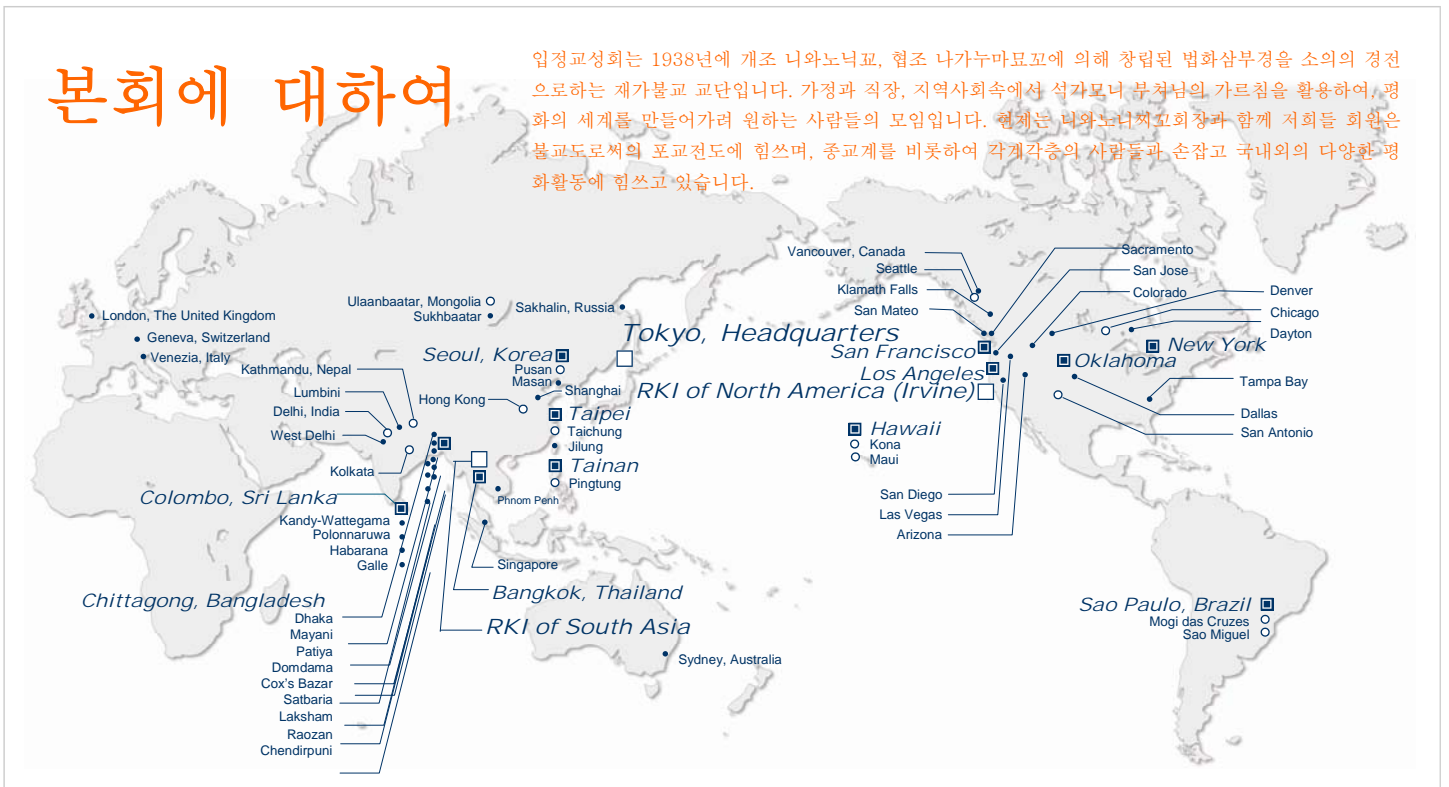 본회에 대하여
입정교성회는 1938년에 개조 니와노닉꾜, 협조 나가누마묘꼬에 의해 창립된 법화삼부경을 소의의 경전
으로하는 재가불교 교단입니다. 가정과 직장, 지역사회속에서 석가모니 부처님의 가르침을 활용하여, 평
화의 세계를 만들어가려 원하는 사람들의 모임입니다. 현재는 니와노니찌꼬회장과 함께 저희들 회원은
불교도로써의 포교전도에 힘쓰며, 종교계를 비롯하여 각계각층의 사람들과 손잡고 국내외의 다양한 평
화활동에 힘쓰고 있습니다.
Vancouver, Canada
Seattle
Klamath Falls
San Mateo
Sacramento
San Jose
Colorado
Denver
Chicago
Dayton
Ulaanbaatar, Mongolia
Sukhbaatar
Sakhalin, Russia
London, The United Kingdom
Geneva, Switzerland
Venezia, Italy
Tokyo, Headquarters
Seoul, Korea
Pusan
Masan
San Francisco
Los Angeles
RKI of North America (Irvine)
New York
Oklahoma
Tampa Bay
Dallas
San Antonio
Kathmandu, Nepal
Lumbini
Delhi, India
West Delhi
Kolkata
Hong Kong
Shanghai
Taipei
Taichung
Jilung
Tainan
Pingtung
Hawaii
Kona
Maui
San Diego
Las Vegas
Arizona
Colombo, Sri Lanka
Kandy-Wattegama
Polonnaruwa
Habarana
Galle
Phnom Penh
Singapore
Bangkok, Thailand
RKI of South Asia
Chittagong, Bangladesh
Dhaka
Mayani
Patiya
Domdama
Cox's Bazar
Satbaria
Laksham
Raozan
Chendirpuni
Sydney, Australia
Sao Paulo, Brazil
Mogi das Cruzes
Sao Miguel